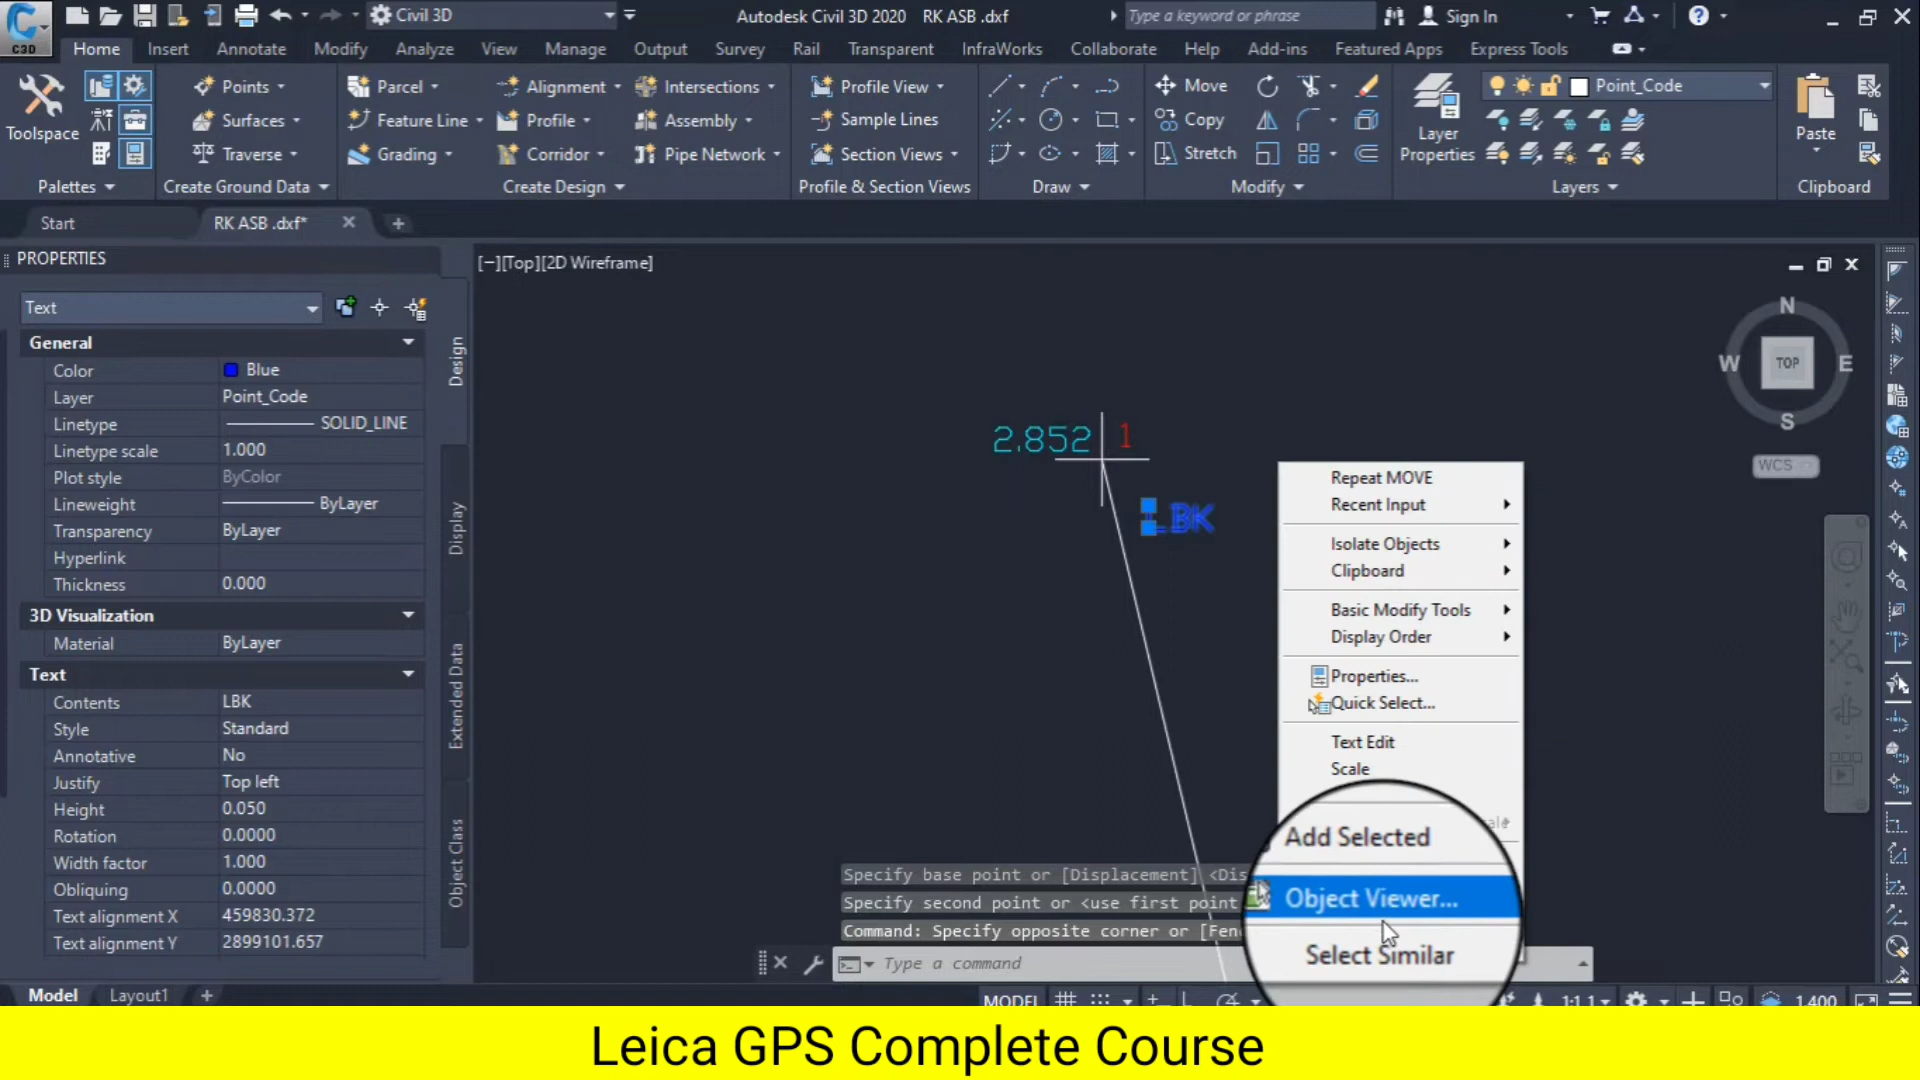 Civil 3D
Autodesk Civil 3D 2020 RK ASB .dxf
Type a keyword or phrase
Sign In
C3D
Home Insert Annotate Modify Analyze View Manage Output Survey Rail Transparent InfraWorks Collaborate Help Add-ins Featured Apps Express Tools
Toolspace
Points
Surfaces
Traverse
Parcel
Feature Line
Grading
Alignment
Profile
Corridor
Intersections
Assembly
Pipe Network
Profile View
Sample Lines
Section Views
Move
Copy
Stretch
Layer
Properties
Point_Code
Paste
Palettes Create Ground Data Create Design Profile & Section Views Draw Modify Layers Clipboard
Start RK ASB .dxf*
PROPERTIES
Text
General
Color Blue
Layer Point_Code
Linetype SOLID_LINE
Linetype scale 1.000
Plot style ByColor
Lineweight ByLayer
Transparency ByLayer
Hyperlink
Thickness 0.000
3D Visualization
Material ByLayer
Text
Contents LBK
Style Standard
Annotative No
Justify Top left
Height 0.050
Rotation 0.0000
Width factor 1.000
Obliquing 0.0000
Text alignment X 459830.372
Text alignment Y 2899101.657
Design
Display
Extended Data
Object Class
[−][Top][2D Wireframe]
N
W TOP E
S
WCS
2.852 1
LBK
Repeat MOVE
Recent Input
Isolate Objects
Clipboard
Basic Modify Tools
Display Order
Properties...
Quick Select...
Text Edit
Scale
Add Selected
Object Viewer...
Select Similar
Specify base point or [Displacement] <Dis
Specify second point or <use first point
Command: Specify opposite corner or [Fen
Type a command
Model Layout1
MODEL 1:1.1 1.400
Leica GPS Complete Course